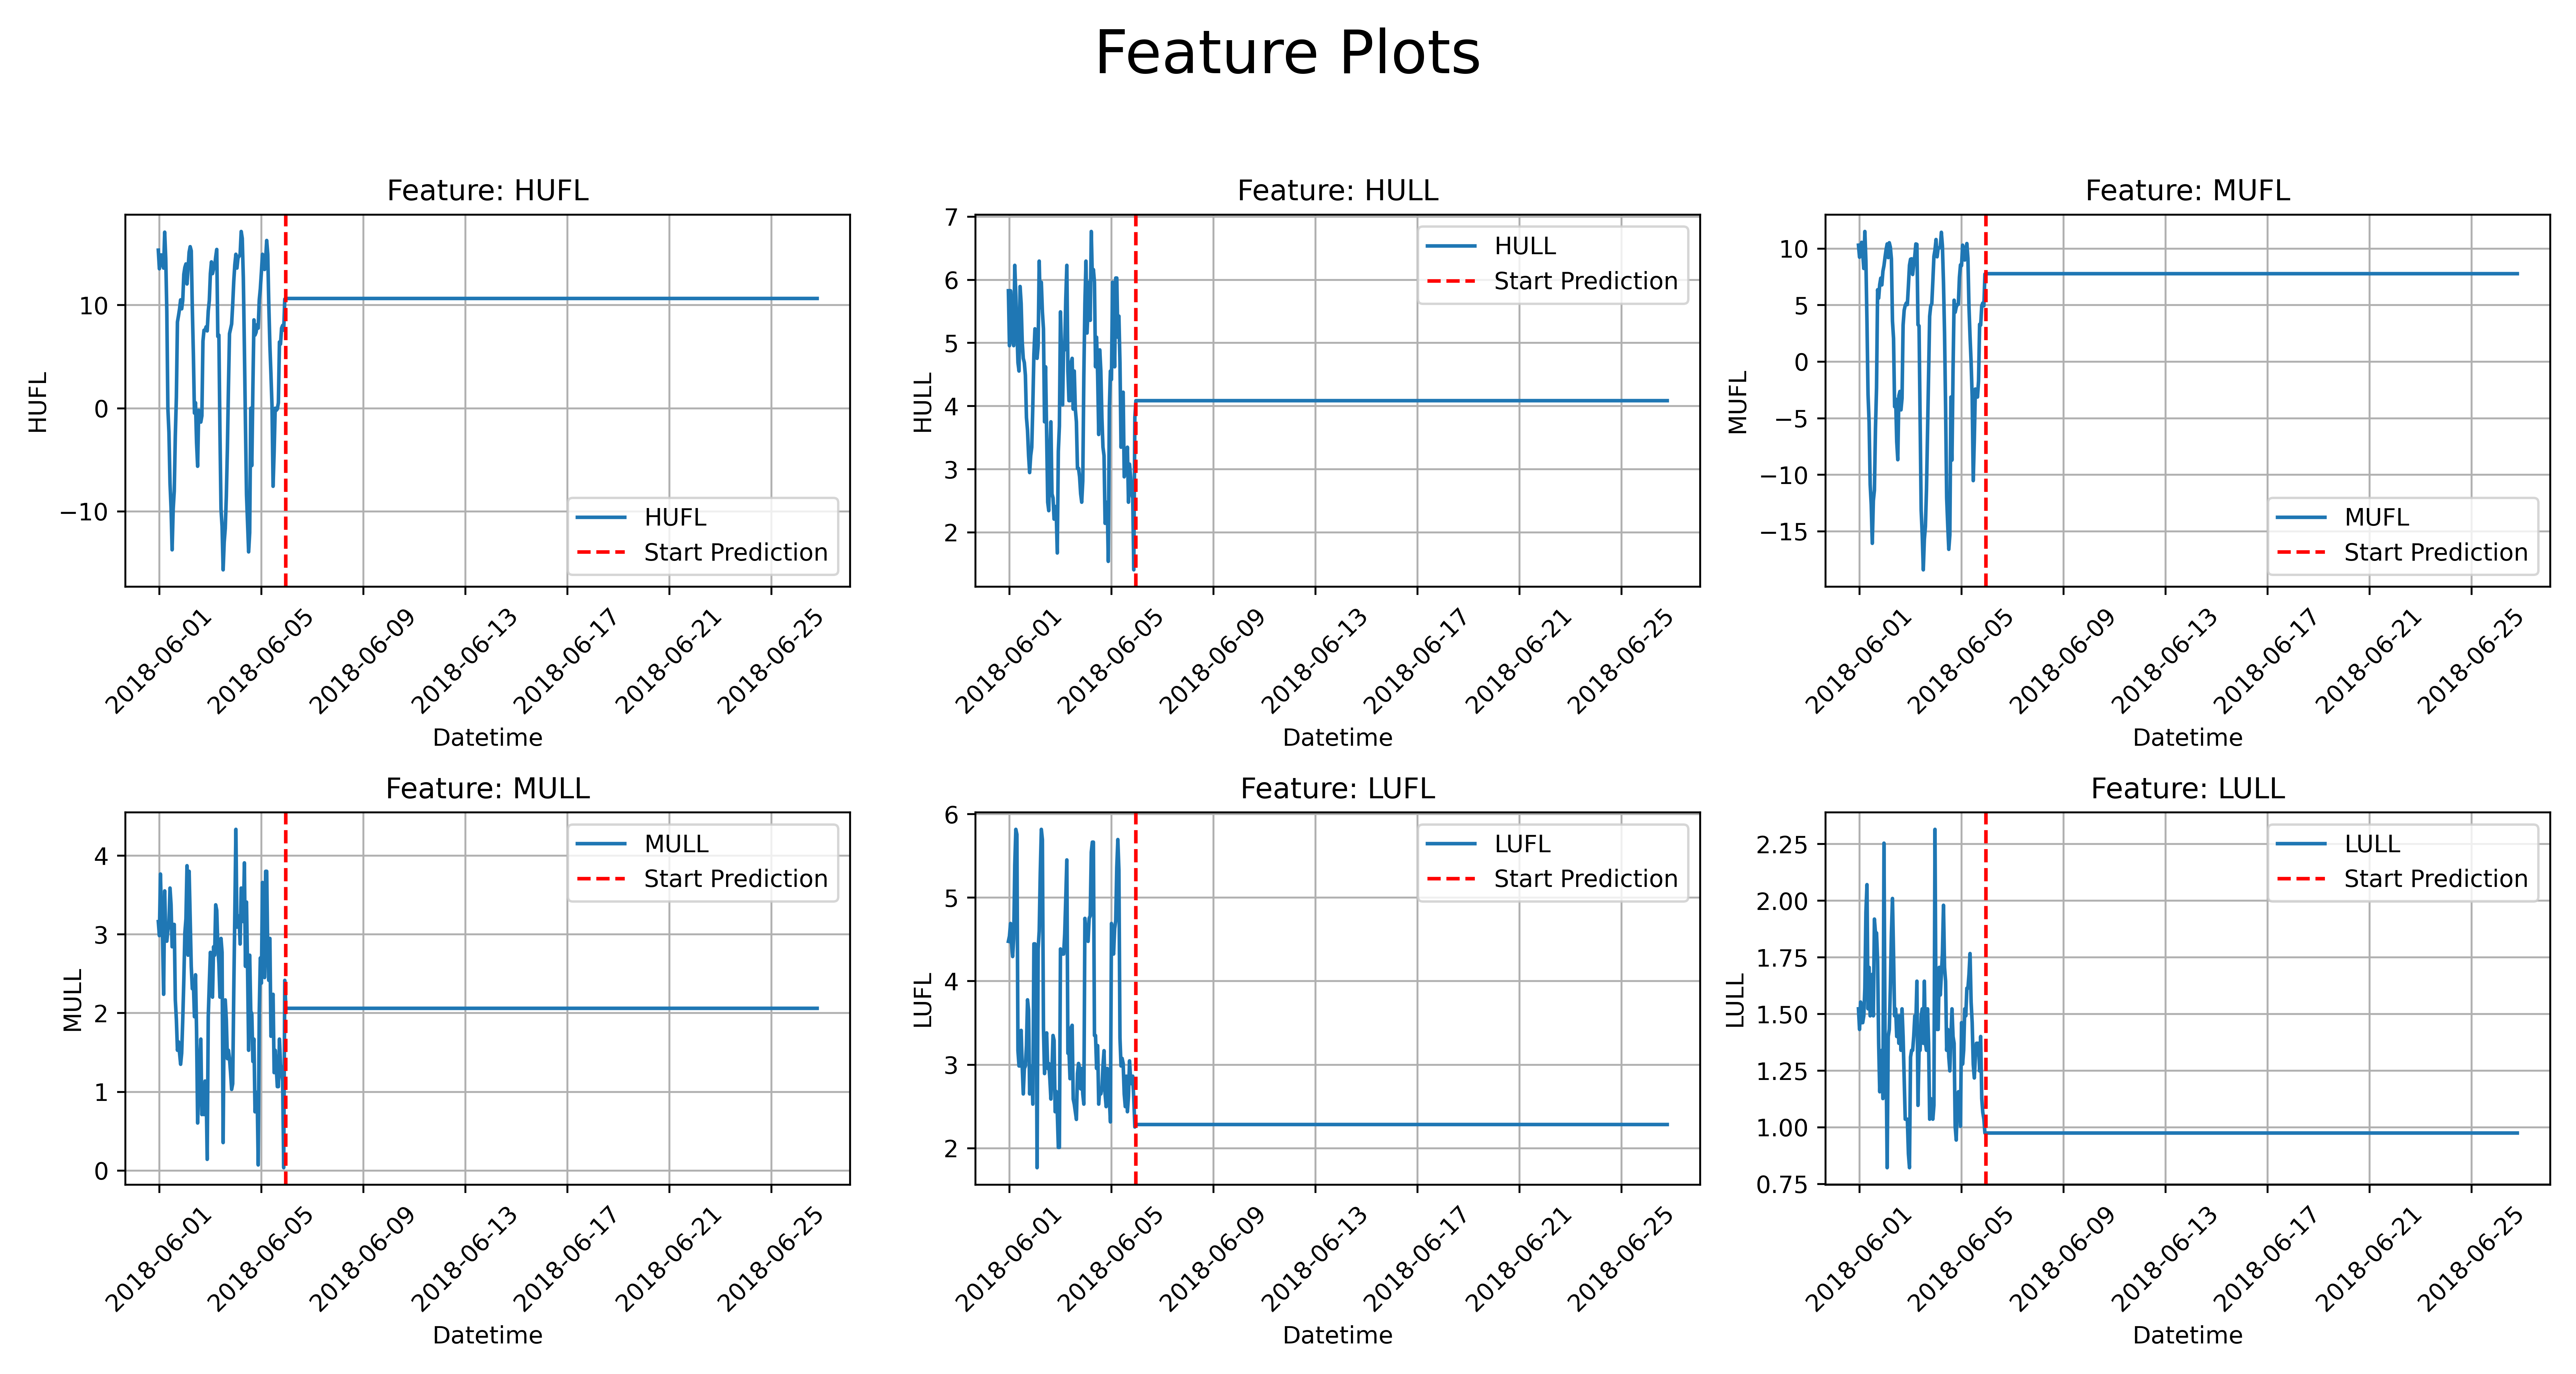 Feature Plots
Feature: HUFL
HUFL
10
0
−10
HUFL
Start Prediction
2018-06-01
2018-06-05
2018-06-09
2018-06-13
2018-06-17
2018-06-21
2018-06-25
Datetime
Feature: HULL
HULL
7
6
5
4
3
2
HULL
Start Prediction
2018-06-01
2018-06-05
2018-06-09
2018-06-13
2018-06-17
2018-06-21
2018-06-25
Datetime
Feature: MUFL
MUFL
10
5
0
−5
−10
−15
MUFL
Start Prediction
2018-06-01
2018-06-05
2018-06-09
2018-06-13
2018-06-17
2018-06-21
2018-06-25
Datetime
Feature: MULL
MULL
4
3
2
1
0
MULL
Start Prediction
2018-06-01
2018-06-05
2018-06-09
2018-06-13
2018-06-17
2018-06-21
2018-06-25
Datetime
Feature: LUFL
LUFL
6
5
4
3
2
LUFL
Start Prediction
2018-06-01
2018-06-05
2018-06-09
2018-06-13
2018-06-17
2018-06-21
2018-06-25
Datetime
Feature: LULL
LULL
2.25
2.00
1.75
1.50
1.25
1.00
0.75
LULL
Start Prediction
2018-06-01
2018-06-05
2018-06-09
2018-06-13
2018-06-17
2018-06-21
2018-06-25
Datetime